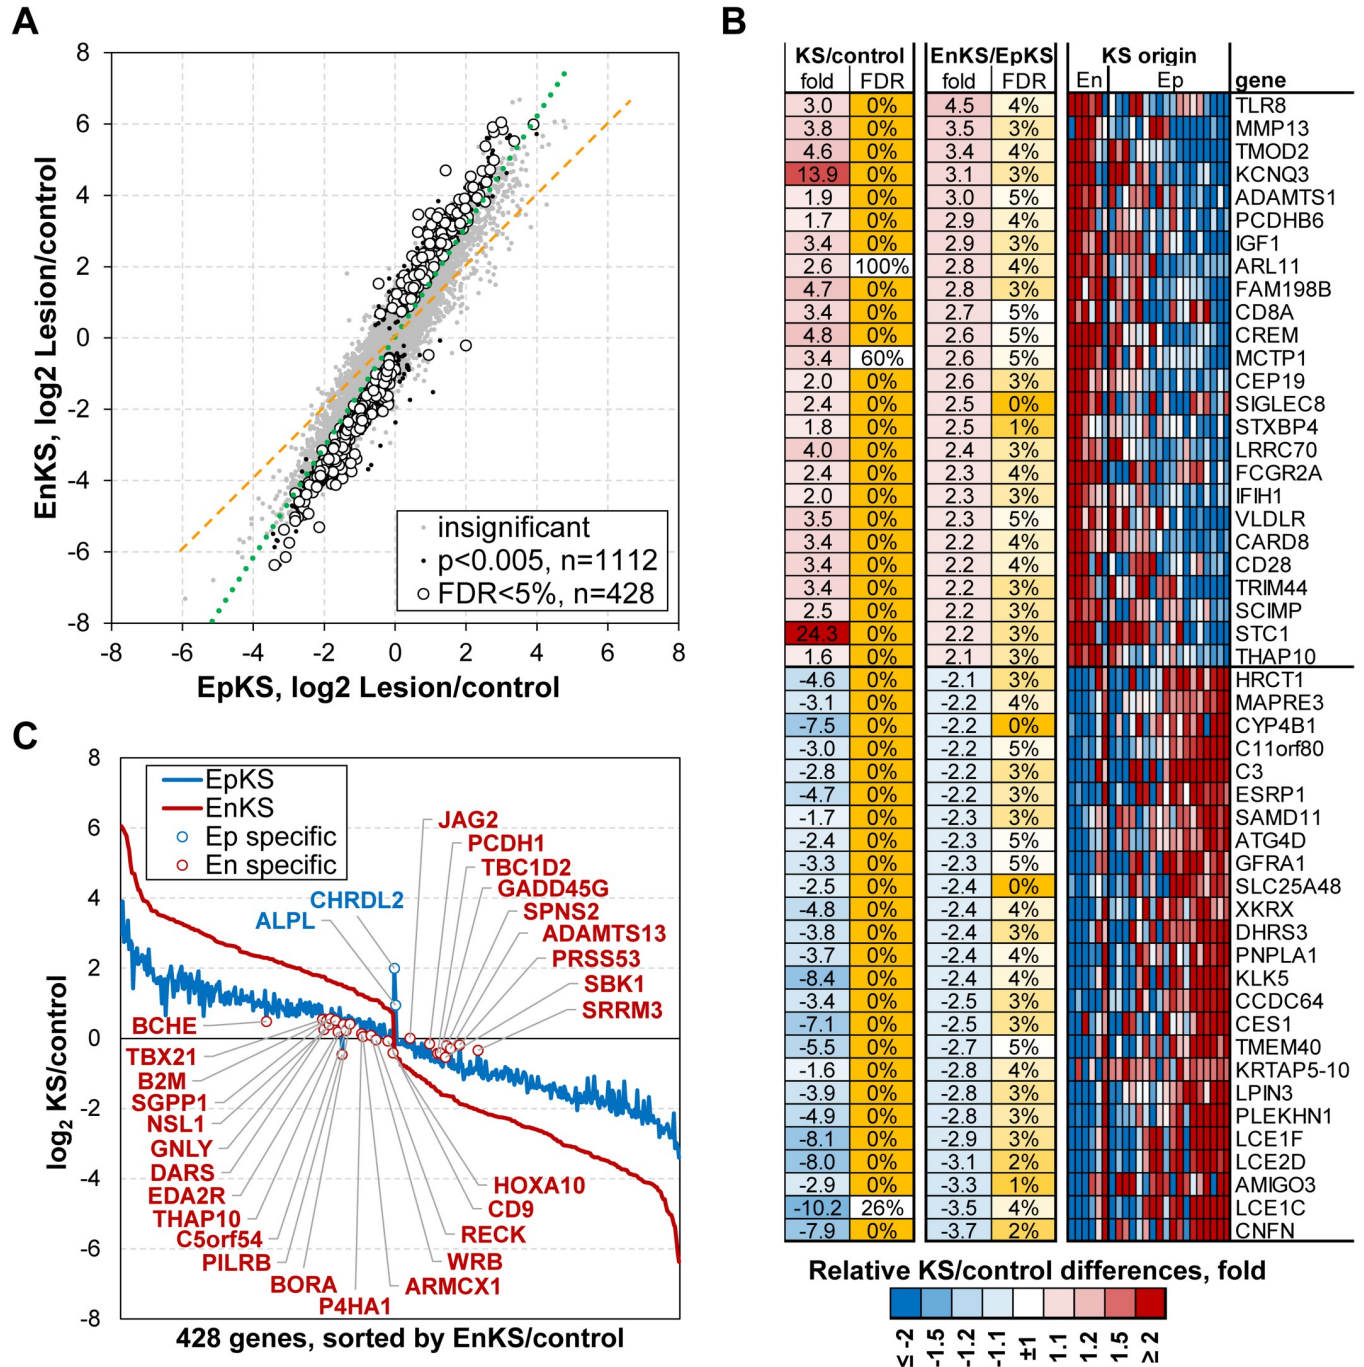 A
8
6
4
2
0
-2
-4
-6
-8
-8 -6 -4 -2 0 2 4 6 8
EnKS, log2 Lesion/control
EpKS, log2 Lesion/control
insignificant
p<0.005, n=1112
FDR<5%, n=428
B
KS/control EnKS/EpKS KS origin
fold FDR fold FDR En Ep gene
3.0 0% 4.5 4% TLR8
3.8 0% 3.5 3% MMP13
4.6 0% 3.4 4% TMOD2
13.9 0% 3.1 3% KCNQ3
1.9 0% 3.0 5% ADAMTS1
1.7 0% 2.9 4% PCDHB6
3.4 0% 2.9 3% IGF1
2.6 100% 2.8 4% ARL11
4.7 0% 2.8 3% FAM198B
3.4 0% 2.7 5% CD8A
4.8 0% 2.6 5% CREM
3.4 60% 2.6 5% MCTP1
2.0 0% 2.6 3% CEP19
2.4 0% 2.5 0% SIGLEC8
1.8 0% 2.5 1% STXBP4
4.0 0% 2.4 3% LRRC70
2.4 0% 2.3 4% FCGR2A
2.0 0% 2.3 3% IFIH1
3.5 0% 2.3 5% VLDLR
3.4 0% 2.2 4% CARD8
3.4 0% 2.2 4% CD28
3.4 0% 2.2 3% TRIM44
2.5 0% 2.2 3% SCIMP
24.3 0% 2.2 3% STC1
1.6 0% 2.1 3% THAP10
-4.6 0% -2.1 3% HRCT1
-3.1 0% -2.2 4% MAPRE3
-7.5 0% -2.2 0% CYP4B1
-3.0 0% -2.2 5% C11orf80
-2.8 0% -2.2 3% C3
-4.7 0% -2.2 3% ESRP1
-1.7 0% -2.3 3% SAMD11
-2.4 0% -2.3 5% ATG4D
-3.3 0% -2.3 5% GFRA1
-2.5 0% -2.4 0% SLC25A48
-4.8 0% -2.4 4% XKRX
-3.8 0% -2.4 3% DHRS3
-3.7 0% -2.4 4% PNPLA1
-8.4 0% -2.4 4% KLK5
-3.4 0% -2.5 3% CCDC64
-7.1 0% -2.5 3% CES1
-5.5 0% -2.7 5% TMEM40
-1.6 0% -2.8 4% KRTAP5-10
-3.9 0% -2.8 3% LPIN3
-4.9 0% -2.8 3% PLEKHN1
-8.1 0% -2.9 3% LCE1F
-8.0 0% -3.1 2% LCE2D
-2.9 0% -3.3 1% AMIGO3
-10.2 26% -3.5 4% LCE1C
-7.9 0% -3.7 2% CNFN
Relative KS/control differences, fold
≤ -2 -1.5 -1.2 -1.1 ±1 1.1 1.2 1.5 ≥ 2
C
8
6
4
2
0
-2
-4
-6
-8
log2 KS/control
EpKS
EnKS
Ep specific
En specific
CHRDL2
ALPL
JAG2
PCDH1
TBC1D2
GADD45G
SPNS2
ADAMTS13
PRSS53
SBK1
SRRM3
BCHE
TBX21
B2M
SGPP1
NSL1
GNLY
DARS
EDA2R
THAP10
C5orf54
PILRB
BORA
P4HA1
ARMCX1
WRB
RECK
CD9
HOXA10
428 genes, sorted by EnKS/control